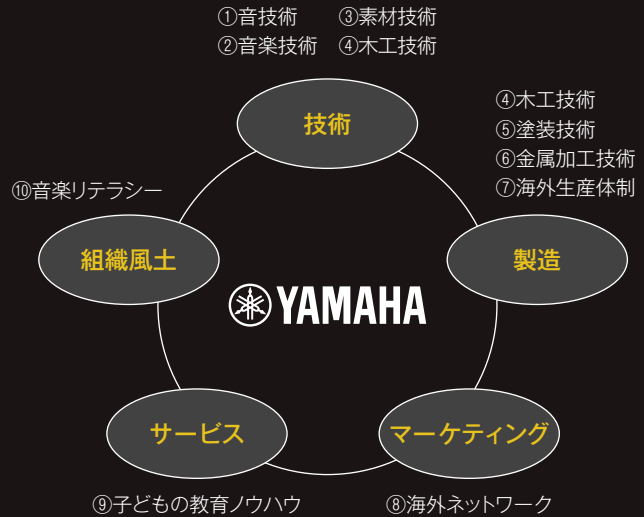 ①音技術 ③素材技術
②音楽技術 ④木工技術
技術
④木工技術
⑤塗装技術
⑥金属加工技術
⑦海外生産体制
⑩音楽リテラシー
組織風土
製造
YAMAHA
サービス
マーケティング
⑨子どもの教育ノウハウ
⑧海外ネットワーク